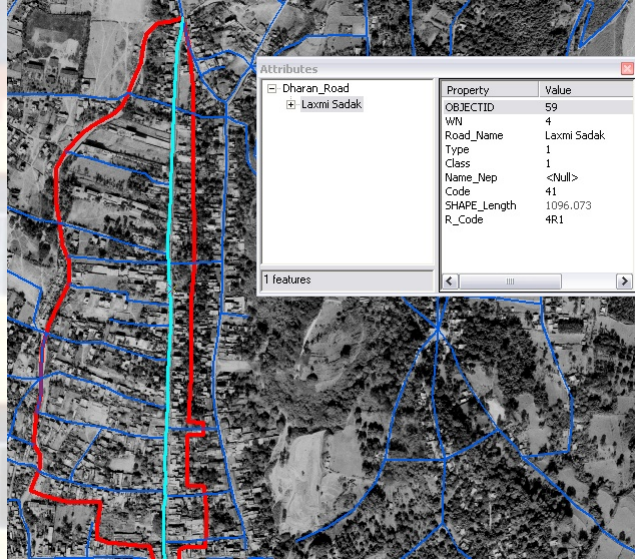 Attributes
Dharan_Road
Laxmi Sadak
1 features
Property Value
OBJECTID 59
WN 4
Road_Name Laxmi Sadak
Type 1
Class 1
Name_Nep <Null>
Code 41
SHAPE_Length 1096.073
R_Code 4R1